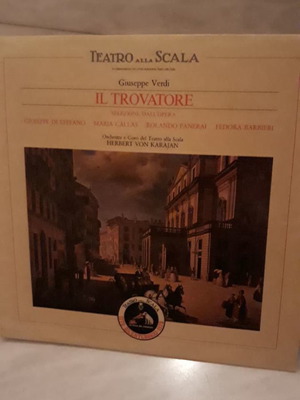 TEATRO ALLA SCALA
Giuseppe Verdi
IL TROVATORE
GIUSEPPE DI STEFANO MARIA CALLAS ROLANDO PANERAI FEDORA BARBIERI
Orchestra e Coro del Teatro alla Scala
HERBERT VON KARAJAN